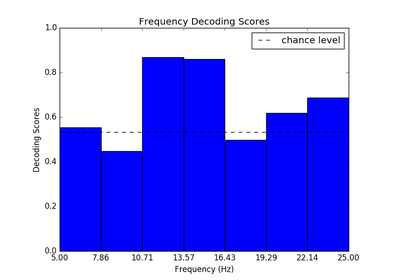 Frequency Decoding Scores
chance level
1.0
0.8
0.6
0.4
0.2
0.0
Decoding Scores
5.00 7.86 10.71 13.57 16.43 19.29 22.14 25.00
Frequency (Hz)